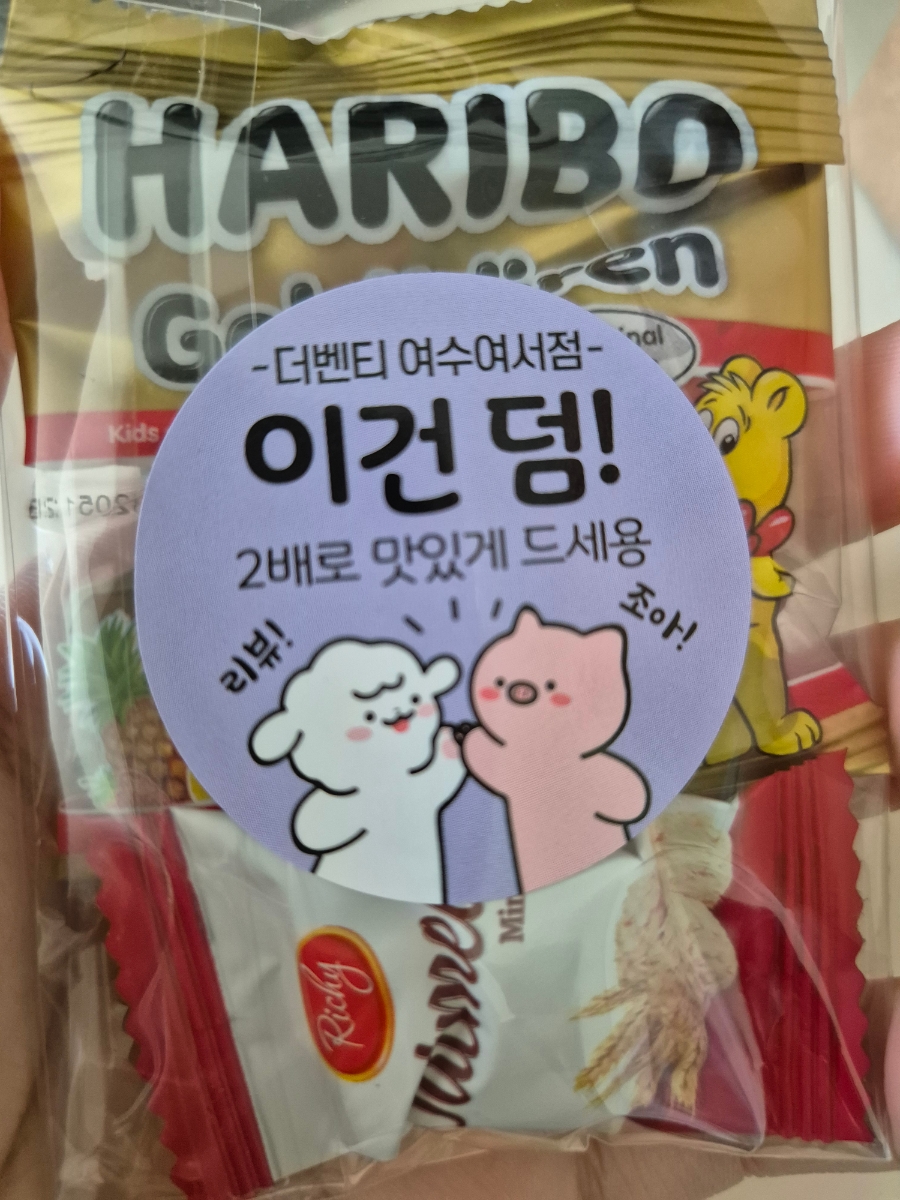 HARIBO
-더벤티 여수여서점-
이건 덤!
2배로 맛있게 드세용
리뷰!
조아!
Kids
Richy